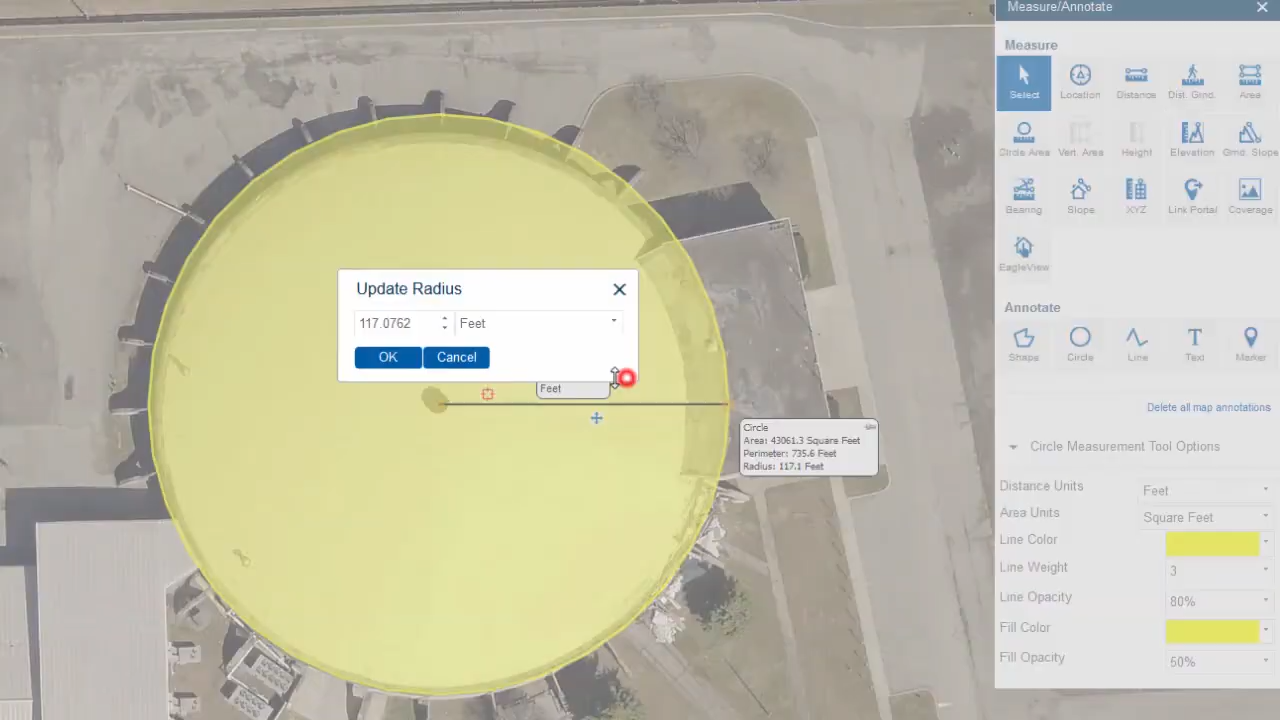 Measure/Annotate
Measure
Select Location Distance Dist. Grnd. Area
Circle Area Vert. Area Height Elevation Grnd. Slope
Bearing Slope XYZ Link Portal Coverage
EagleView
Annotate
Shape Circle Line Text Marker
Delete all map annotations
Circle Measurement Tool Options
Distance Units Feet
Area Units Square Feet
Line Color
Line Weight 3
Line Opacity 80%
Fill Color
Fill Opacity 50%
Update Radius
117.0762 Feet
OK Cancel
Feet
Circle
Area: 43061.3 Square Feet
Perimeter: 735.6 Feet
Radius: 117.1 Feet